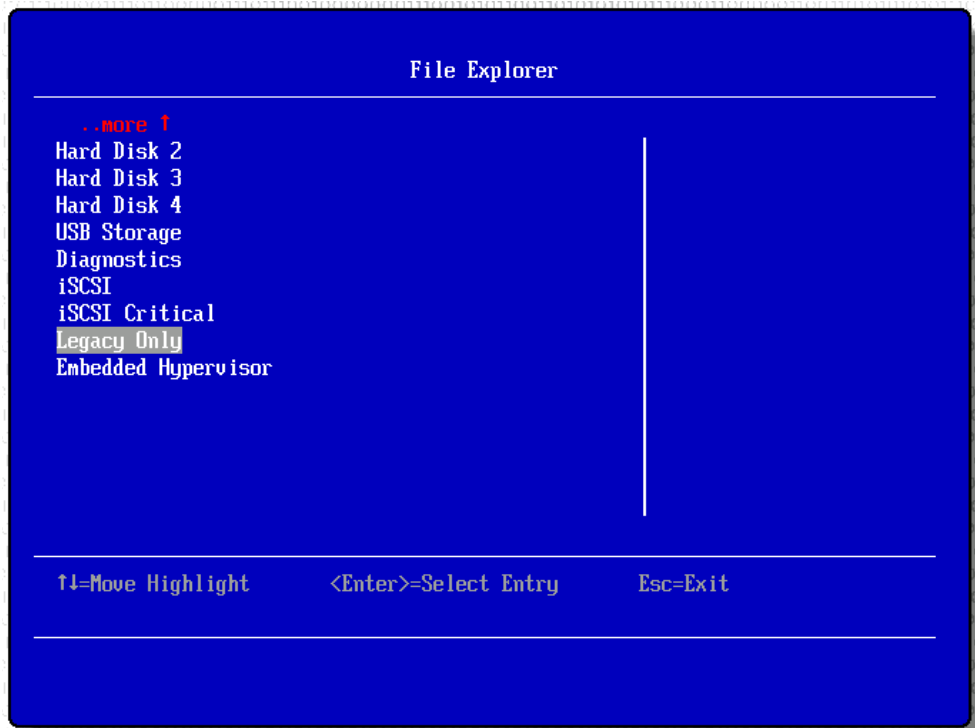 File Explorer
..more ↑
Hard Disk 2
Hard Disk 3
Hard Disk 4
USB Storage
Diagnostics
iSCSI
iSCSI Critical
Legacy Only
Embedded Hypervisor
↑↓=Move Highlight <Enter>=Select Entry Esc=Exit